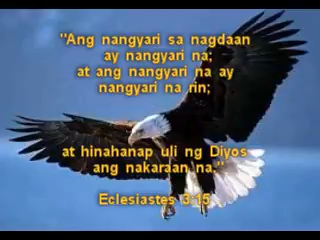 "Ang nangyari sa nagdaan
ay nangyari na;
at ang nangyari na ay
nangyari na rin;
at hinahanap uli ng Diyos
ang nakaraan na."
Eclesiastes 3:15